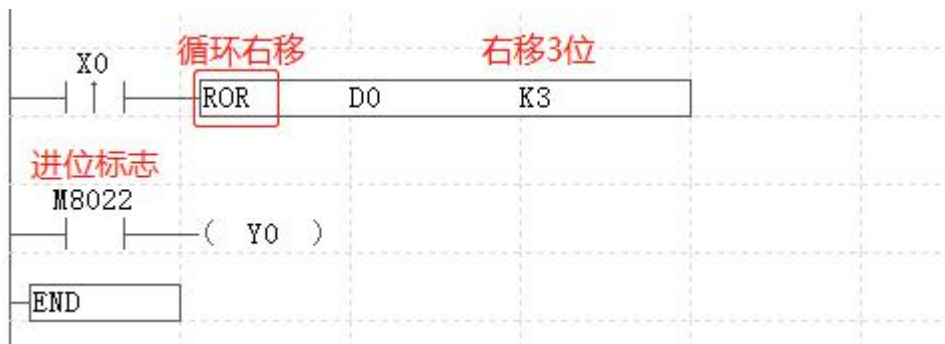 循环右移 右移3位
X0
ROR D0 K3
进位标志
M8022
( Y0 )
END